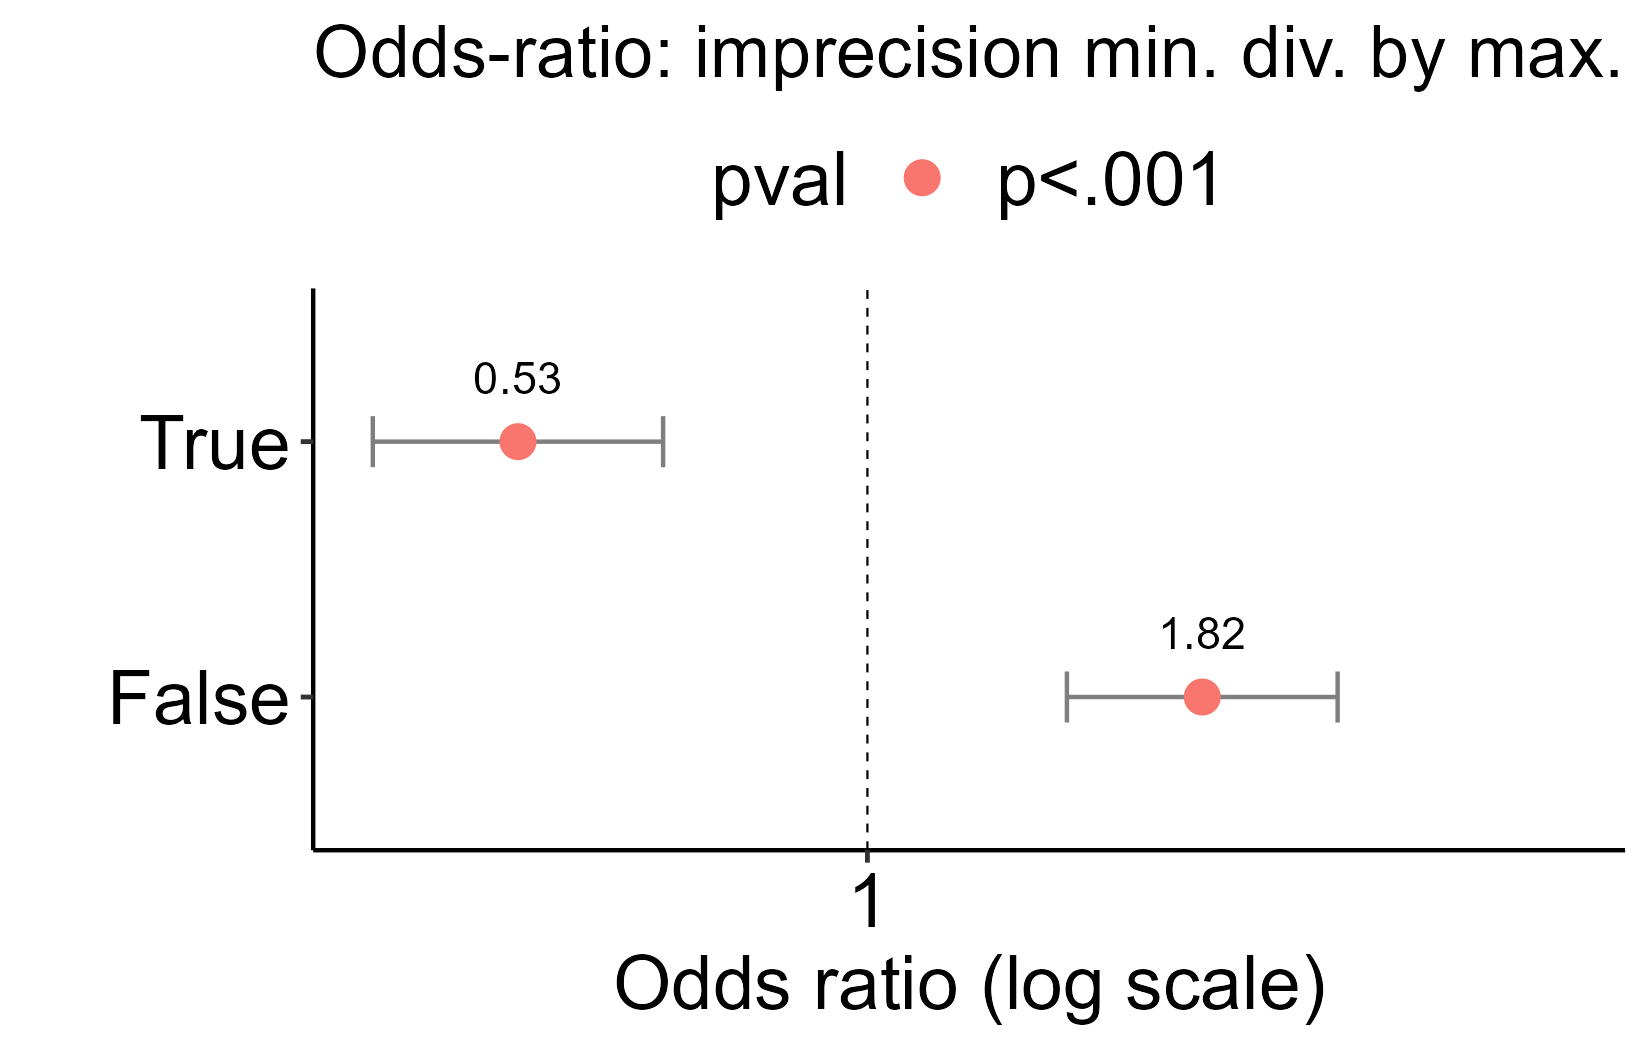 Odds-ratio: imprecision min. div. by max.
pval p<.001
0.53
True
1.82
False
1
Odds ratio (log scale)